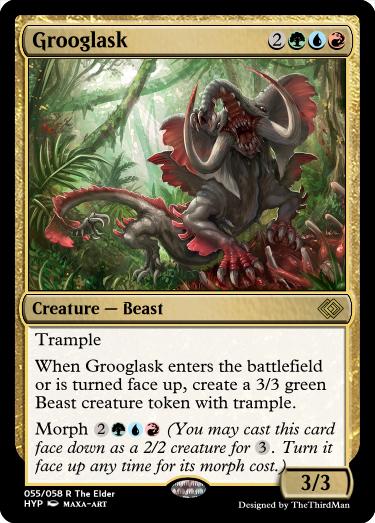 Grooglask 2
Creature — Beast
Trample
When Grooglask enters the battlefield
or is turned face up, create a 3/3 green
Beast creature token with trample.
Morph 2 (You may cast this card
face down as a 2/2 creature for 3. Turn it
face up any time for its morph cost.)
3/3
055/058 R The Elder
HYP MAXA-ART
Designed by TheThirdMan